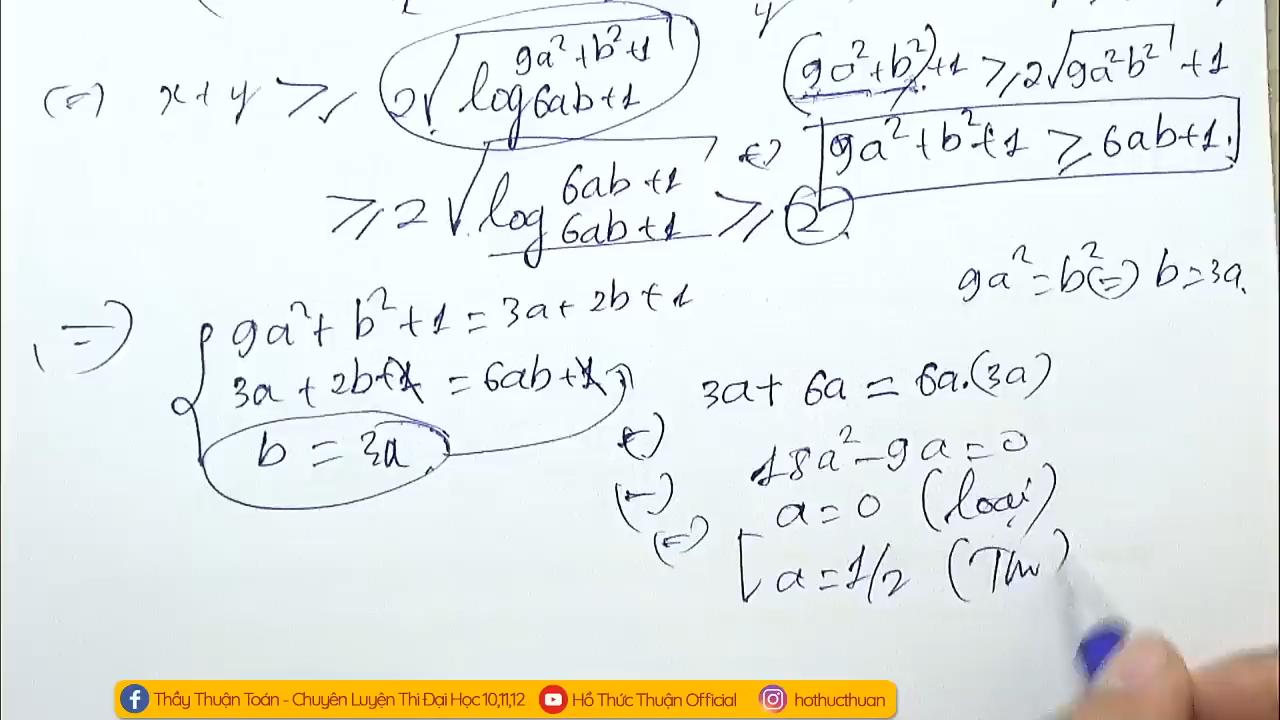 (=) x + y ≥ 2√(log_{6ab+1} 9a²+b²+1)
(9a²+b²)+1 ≥ 2√(9a²b²) +1
(=) 9a²+b²+1 ≥ 6ab+1.
≥ 2√(log_{6ab+1} 6ab+1) ≥ 2.
9a² = b² (=) b = 3a.
(=) { 9a² + b² + 1 = 3a + 2b + 1
3a + 2b + 1 = 6ab + 1
b = 3a
3a + 6a = 6a.(3a)
(=) 18a² - 9a = 0
(=) a = 0 (loại)
(=) [ a = 1/2 (TM)
Thầy Thuận Toán - Chuyên Luyện Thi Đại Học 10,11,12 Hồ Thức Thuận Official hothucthuan